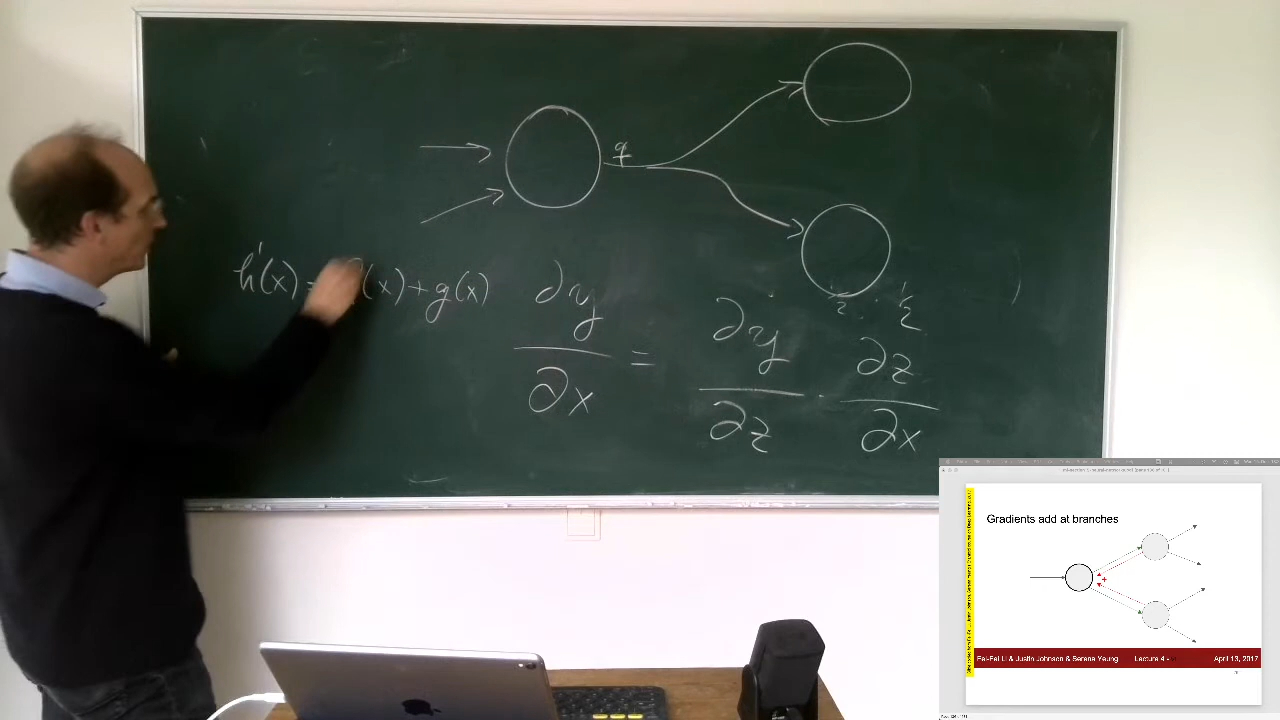 q
h'(x) = f(x) + g(x)
∂y/∂x = ∂y/∂z · ∂z/∂x
Gradients add at branches
+
Fei-Fei Li & Justin Johnson & Serena Yeung Lecture 4 - April 13, 2017